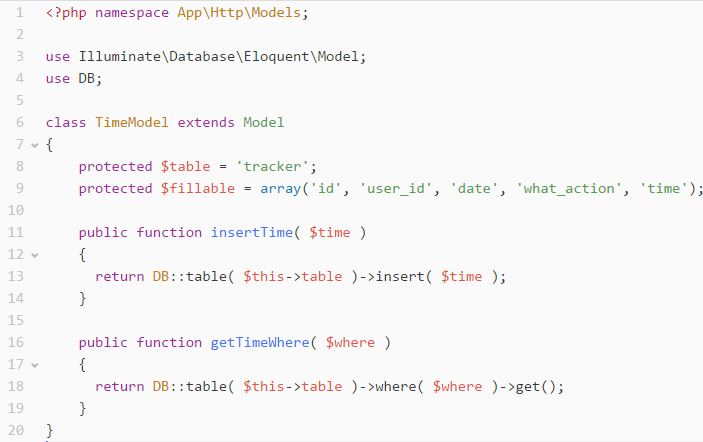 1 <?php namespace App\Http\Models;
2
3 use Illuminate\Database\Eloquent\Model;
4 use DB;
5
6 class TimeModel extends Model
7 {
8     protected $table = 'tracker';
9     protected $fillable = array('id', 'user_id', 'date', 'what_action', 'time');
10
11     public function insertTime( $time )
12     {
13       return DB::table( $this->table )->insert( $time );
14     }
15
16     public function getTimeWhere( $where )
17     {
18       return DB::table( $this->table )->where( $where )->get();
19     }
20 }